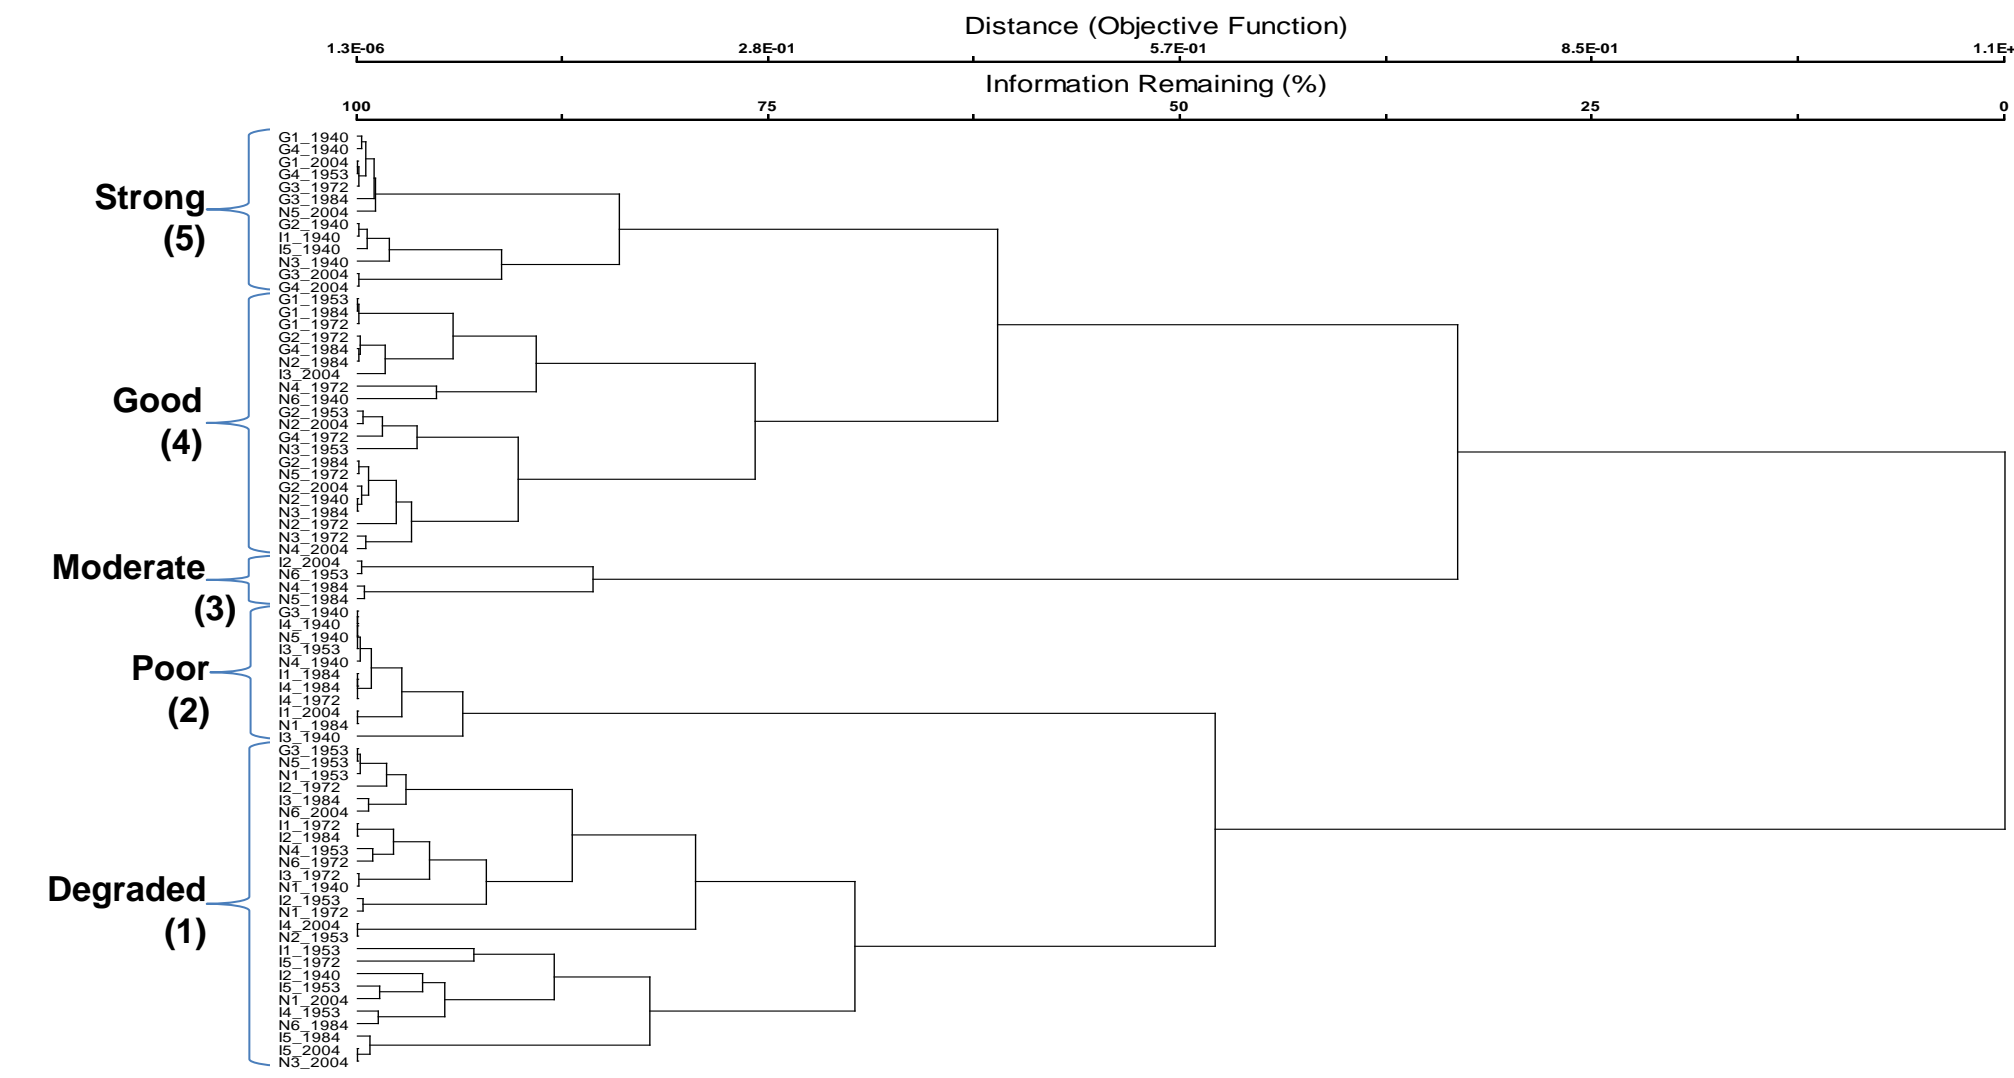 Distance (Objective Function)
1.3E-06 2.8E-01 5.7E-01 8.5E-01 1.1E+
Information Remaining (%)
100 75 50 25 0
Strong
(5)
G1_1940
G4_1940
G1_2004
G4_1953
G3_1972
G3_1984
N5_2004
G2_1940
I1_1940
I5_1940
N3_1940
G3_2004
G4_2004
Good
(4)
G1_1953
G1_1984
G1_1972
G2_1972
G4_1984
N2_1984
I3_2004
N4_1972
N6_1940
G2_1953
N2_2004
G4_1972
N3_1953
G2_1984
N5_1972
G2_2004
N2_1940
N3_1984
N2_1972
N3_1972
N4_2004
Moderate
(3)
I2_2004
N6_1953
N4_1984
N5_1984
Poor
(2)
G3_1940
I4_1940
N5_1940
I3_1953
N4_1940
I1_1984
I4_1984
I4_1972
I1_2004
N1_1984
I3_1940
Degraded
(1)
G3_1953
N5_1953
N1_1953
I2_1972
I3_1984
N6_2004
I1_1972
I2_1984
N4_1953
N6_1972
I3_1972
N1_1940
I2_1953
N1_1972
I4_2004
N2_1953
I1_1953
I5_1972
I2_1940
I5_1953
N1_2004
I4_1953
N6_1984
I5_1984
I5_2004
N3_2004